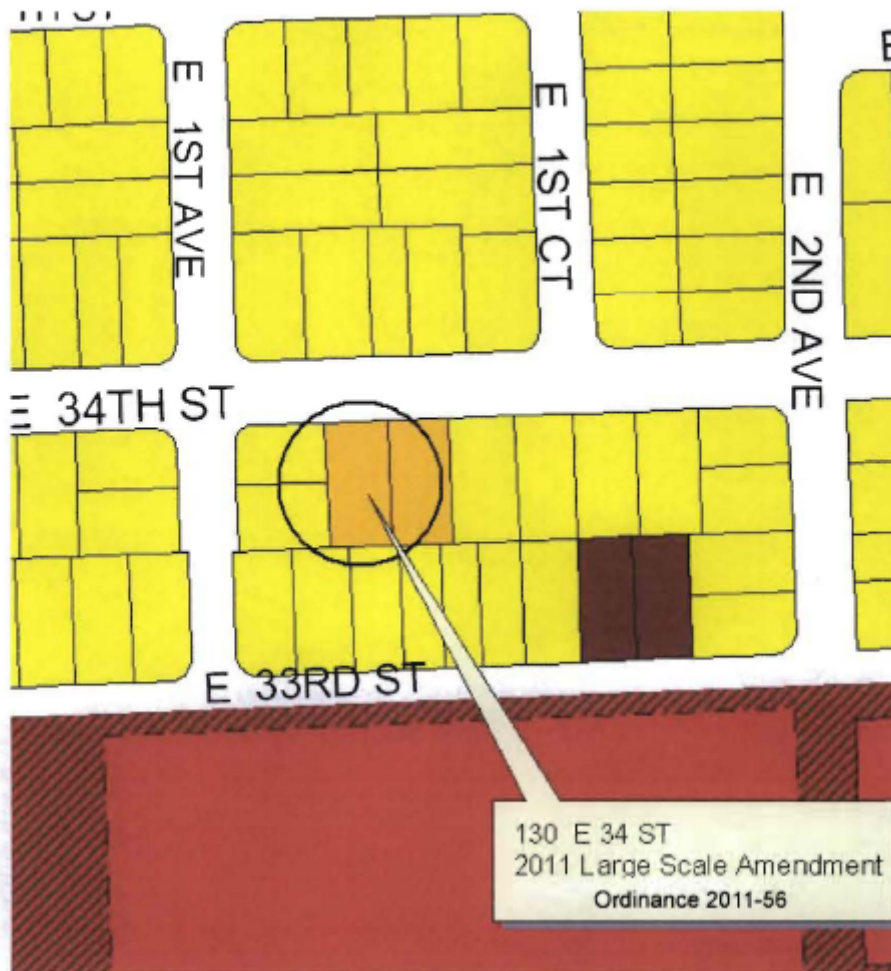 E 1ST AVE
E 1ST CT
E 2ND AVE
E 34TH ST
E 33RD ST
130 E 34 ST
2011 Large Scale Amendment
Ordinance 2011-56